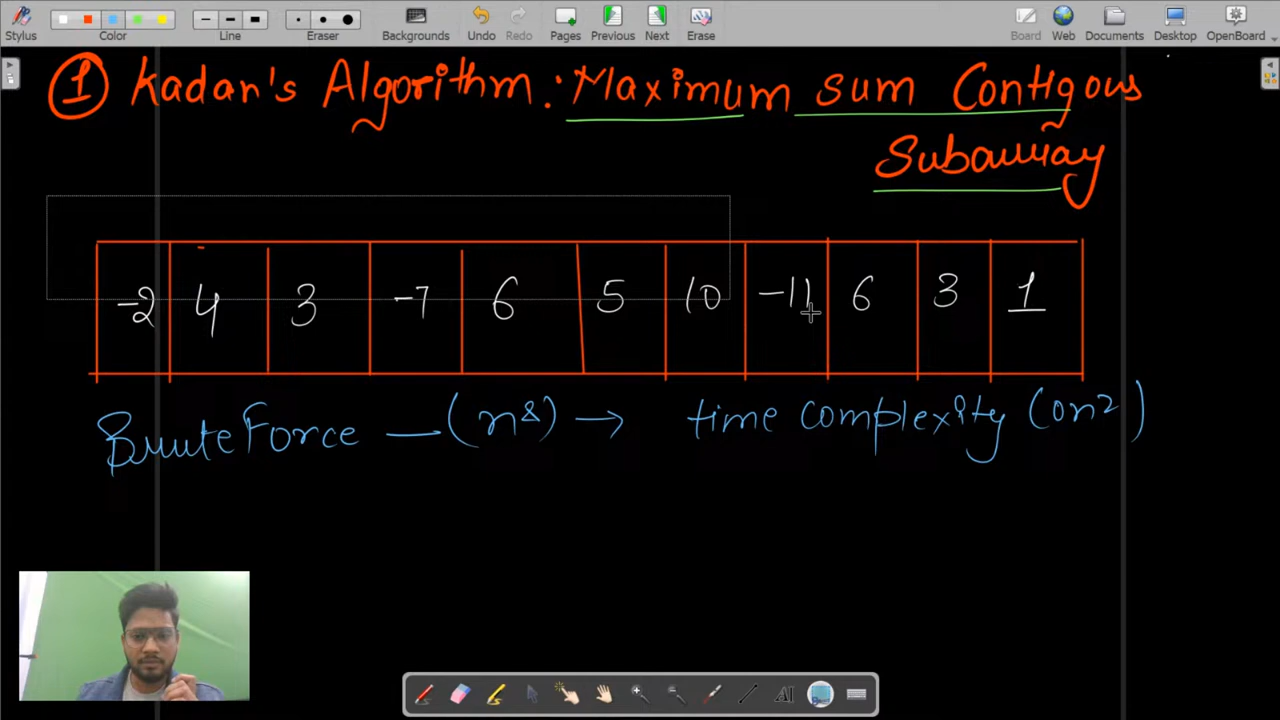 Stylus Color Line Eraser Backgrounds Undo Redo Pages Previous Next Erase Board Web Documents Desktop OpenBoard
① Kadan's Algorithm: Maximum sum Contigous
Subarray
-2 4 3 -7 6 5 10 -11 6 3 1
BruteForce — (n2) → time complexity (on²)
AI